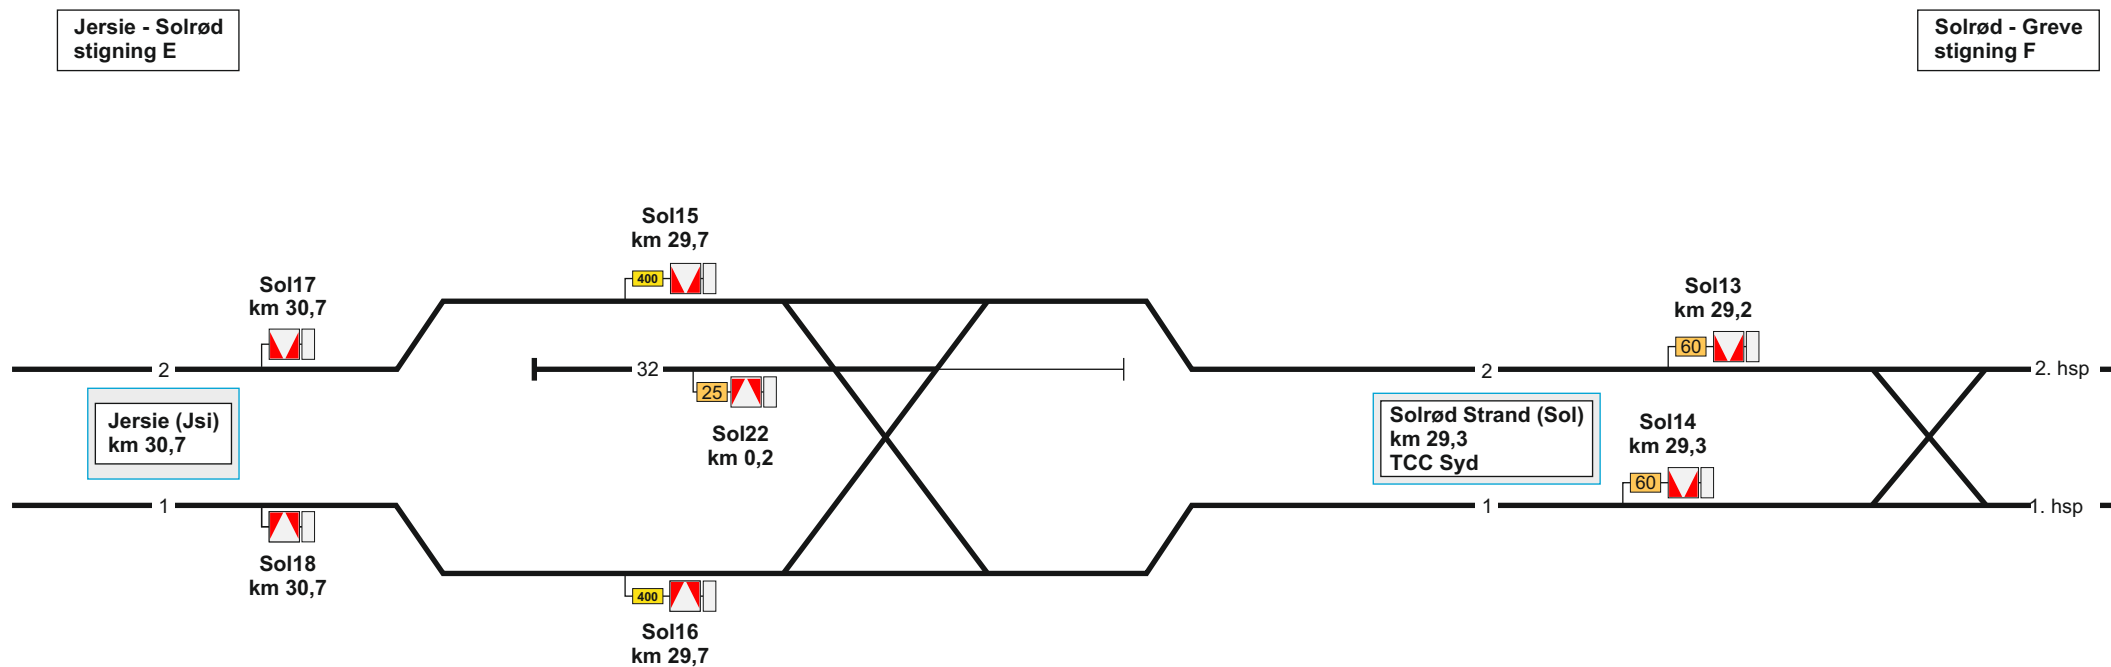 Jersie - Solrød
stigning E
Solrød - Greve
stigning F
Sol15
km 29,7
400
Sol17
km 30,7
Sol13
km 29,2
60
2
32
2
2. hsp
25
Jersie (Jsi)
km 30,7
Sol22
km 0,2
Solrød Strand (Sol)
km 29,3
TCC Syd
Sol14
km 29,3
60
1
1
1. hsp
Sol18
km 30,7
400
Sol16
km 29,7